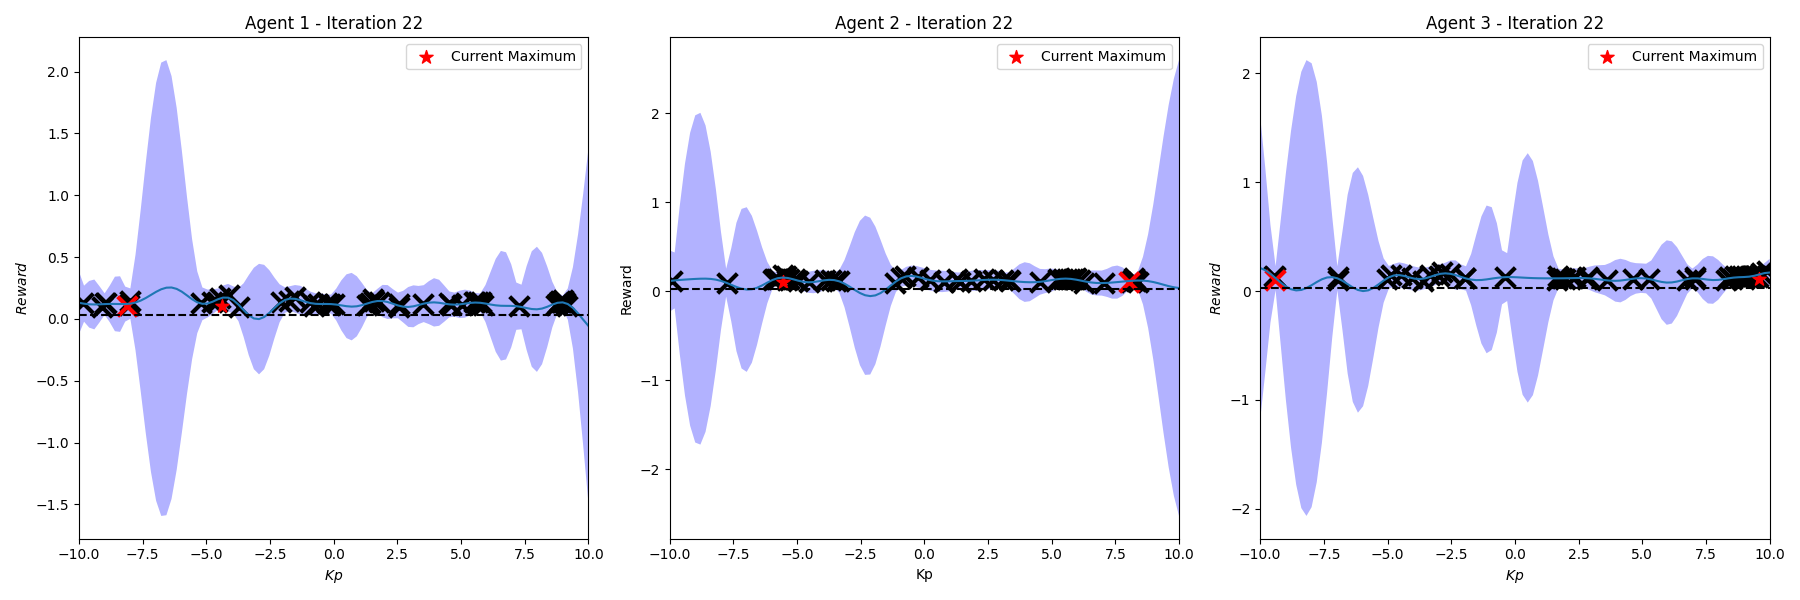 Agent 1 - Iteration 22
Current Maximum
2.0
1.5
1.0
0.5
0.0
−0.5
−1.0
−1.5
Reward
−10.0 −7.5 −5.0 −2.5 0.0 2.5 5.0 7.5 10.0
Kp
Agent 2 - Iteration 22
Current Maximum
2
1
0
−1
−2
Reward
−10.0 −7.5 −5.0 −2.5 0.0 2.5 5.0 7.5 10.0
Kp
Agent 3 - Iteration 22
Current Maximum
2
1
0
−1
−2
Reward
−10.0 −7.5 −5.0 −2.5 0.0 2.5 5.0 7.5 10.0
Kp